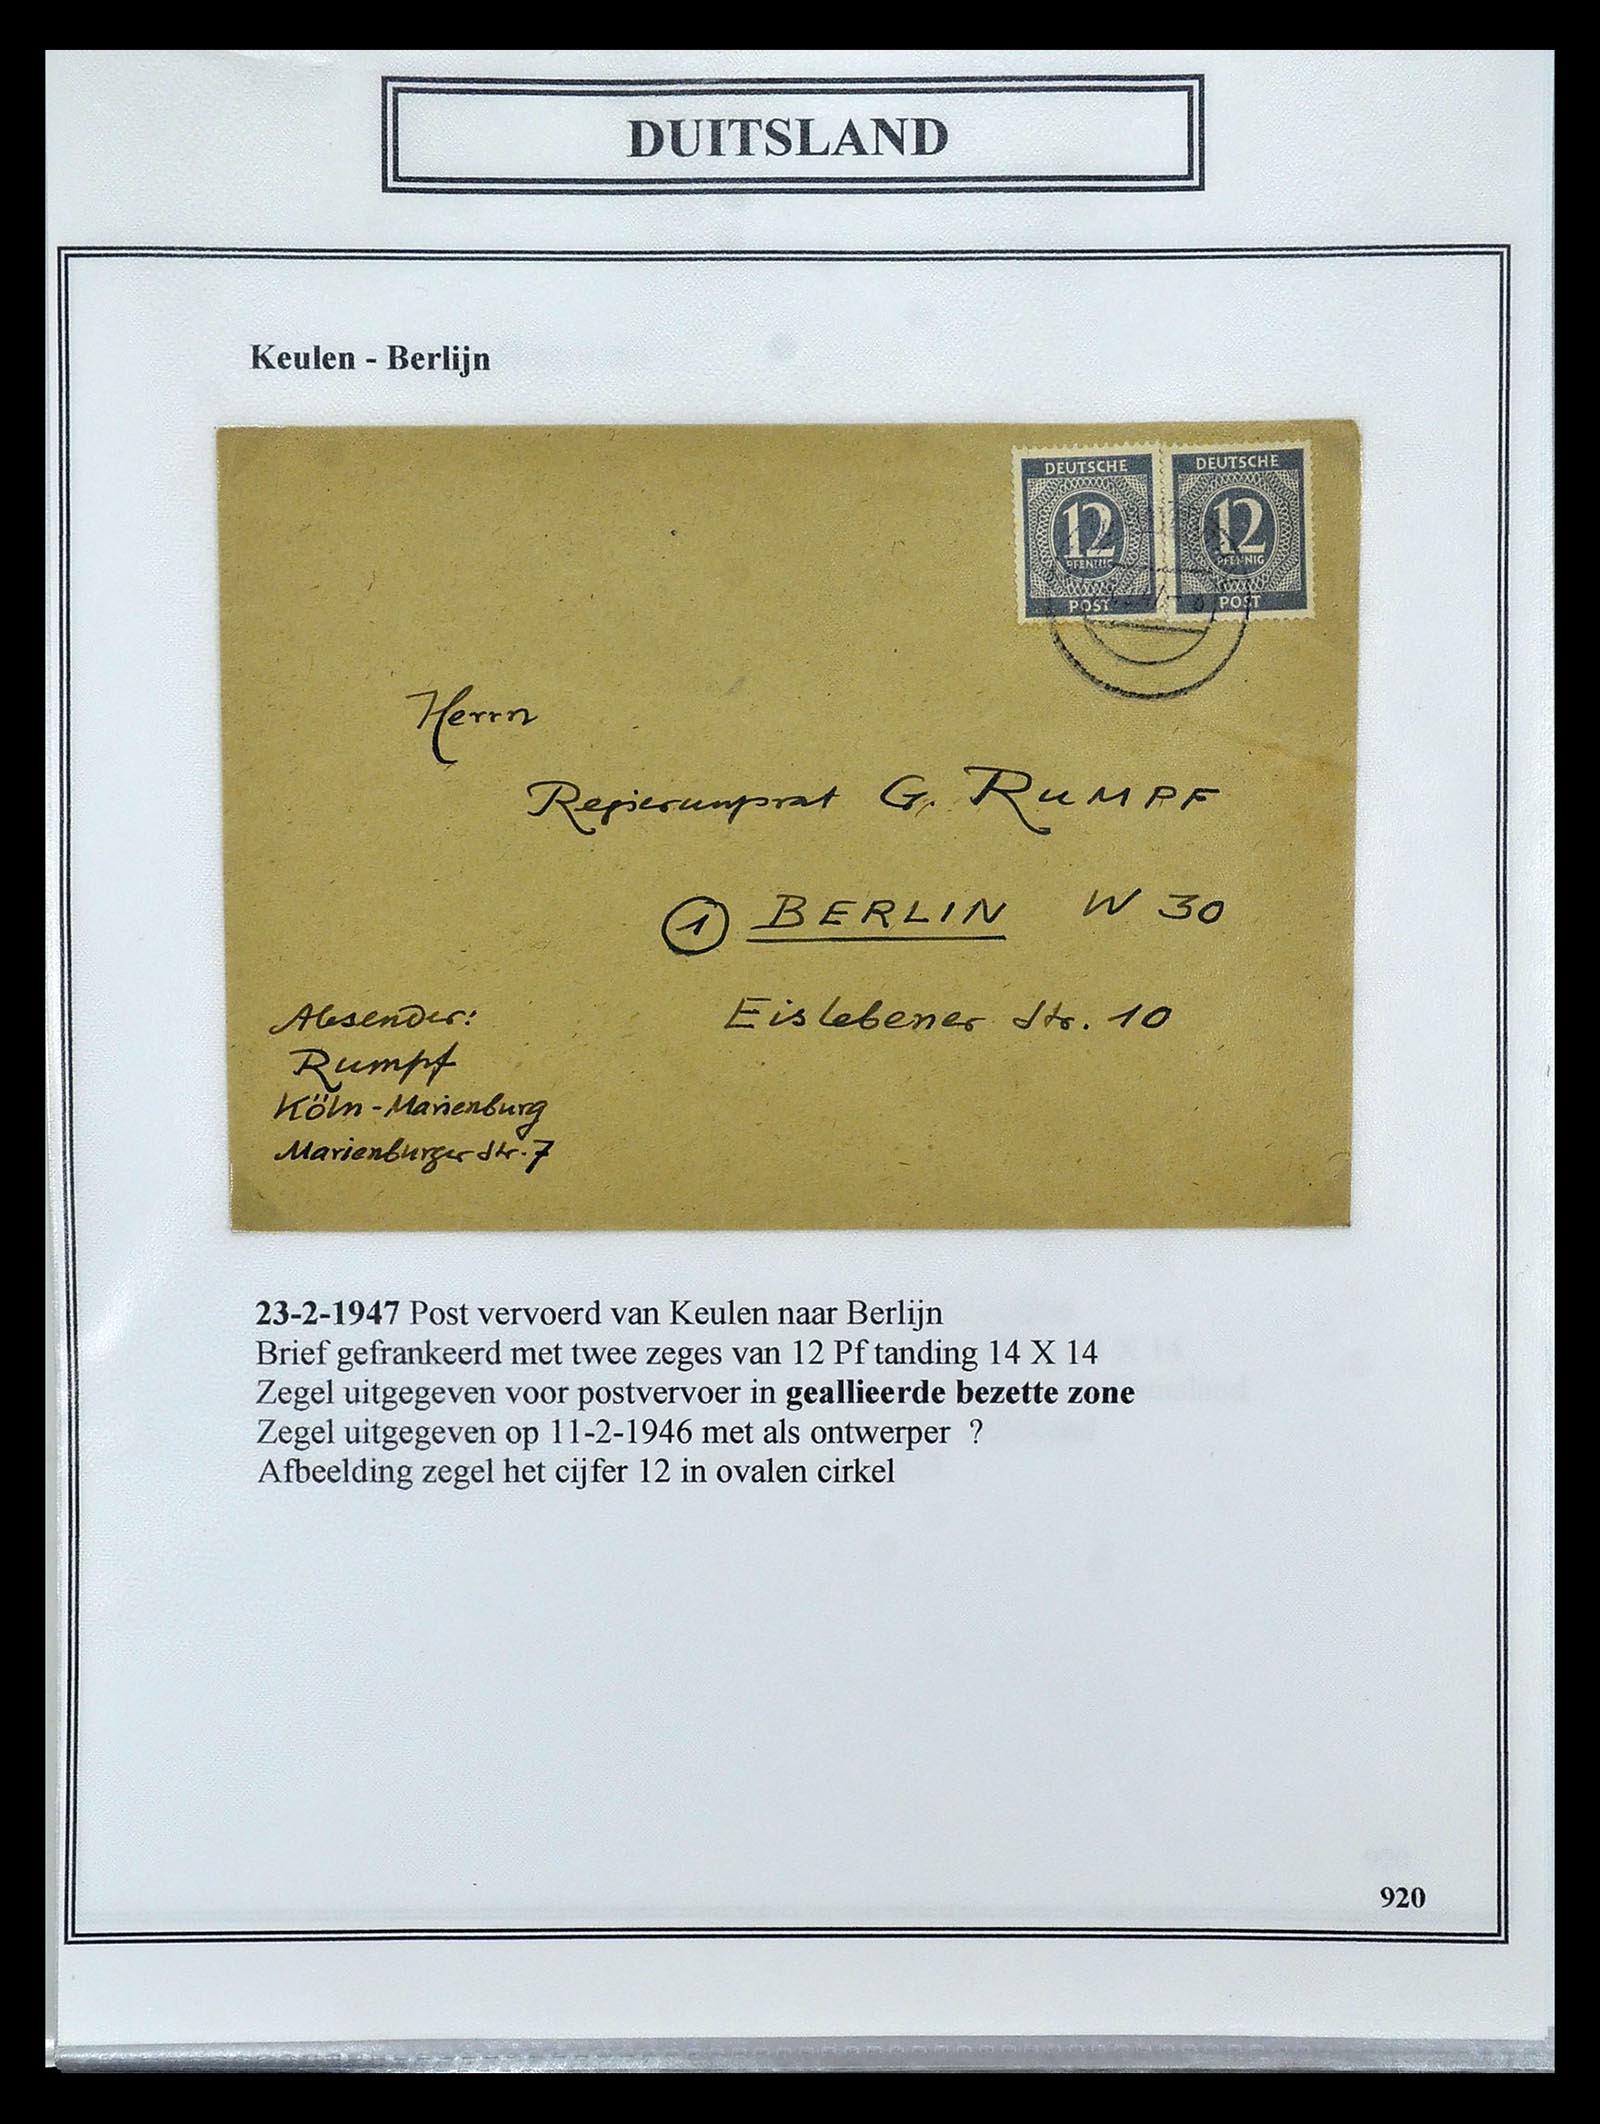 DUITSLAND
Keulen - Berlijn
DEUTSCHE
12
PFENNIG
POST
DEUTSCHE
12
PFENNIG
POST
Herrn
Regierungsrat G. RUMPF
1 BERLIN W 30
Eislebener Str. 10
Absender:
Rumpf
Köln-Marienburg
Marienburger Str. 7
23-2-1947 Post vervoerd van Keulen naar Berlijn
Brief gefrankeerd met twee zeges van 12 Pf tanding 14 X 14
Zegel uitgegeven voor postvervoer in geallieerde bezette zone
Zegel uitgegeven op 11-2-1946 met als ontwerper ?
Afbeelding zegel het cijfer 12 in ovalen cirkel
920